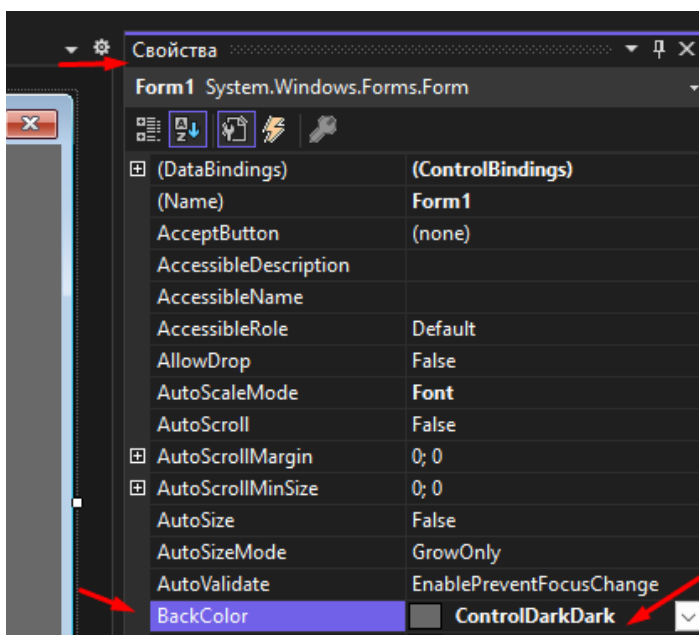 Свойства
Form1 System.Windows.Forms.Form
(DataBindings) (ControlBindings)
(Name) Form1
AcceptButton (none)
AccessibleDescription
AccessibleName
AccessibleRole Default
AllowDrop False
AutoScaleMode Font
AutoScroll False
AutoScrollMargin 0; 0
AutoScrollMinSize 0; 0
AutoSize False
AutoSizeMode GrowOnly
AutoValidate EnablePreventFocusChange
BackColor ControlDarkDark